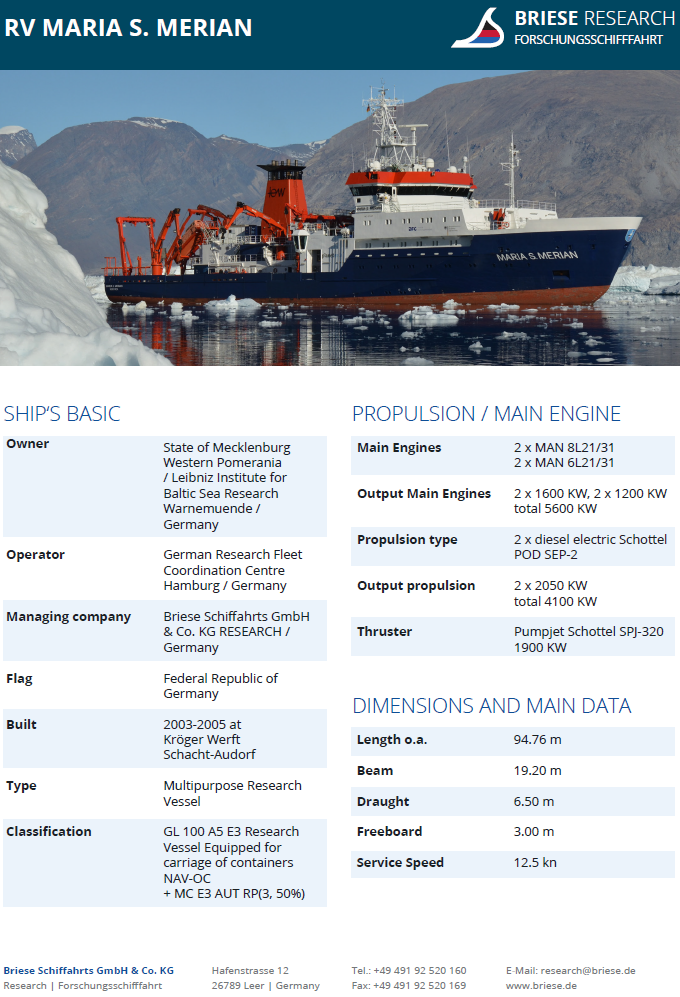 RV MARIA S. MERIAN
BRIESE RESEARCH
FORSCHUNGSSCHIFFFAHRT
MARIA S. MERIAN
SHIP'S BASIC
Owner
State of Mecklenburg
Western Pomerania
/ Leibniz Institute for
Baltic Sea Research
Warnemuende /
Germany
Operator
German Research Fleet
Coordination Centre
Hamburg / Germany
Managing company
Briese Schiffahrts GmbH
& Co. KG RESEARCH /
Germany
Flag
Federal Republic of
Germany
Built
2003-2005 at
Kröger Werft
Schacht-Audorf
Type
Multipurpose Research
Vessel
Classification
GL 100 A5 E3 Research
Vessel Equipped for
carriage of containers
NAV-OC
+ MC E3 AUT RP(3, 50%)
PROPULSION / MAIN ENGINE
Main Engines
2 x MAN 8L21/31
2 x MAN 6L21/31
Output Main Engines
2 x 1600 KW, 2 x 1200 KW
total 5600 KW
Propulsion type
2 x diesel electric Schottel
POD SEP-2
Output propulsion
2 x 2050 KW
total 4100 KW
Thruster
Pumpjet Schottel SPJ-320
1900 KW
DIMENSIONS AND MAIN DATA
Length o.a.
94.76 m
Beam
19.20 m
Draught
6.50 m
Freeboard
3.00 m
Service Speed
12.5 kn
Briese Schiffahrts GmbH & Co. KG
Research | Forschungsschifffahrt
Hafenstrasse 12
26789 Leer | Germany
Tel.: +49 491 92 520 160
Fax: +49 491 92 520 169
E-Mail: research@briese.de
www.briese.de